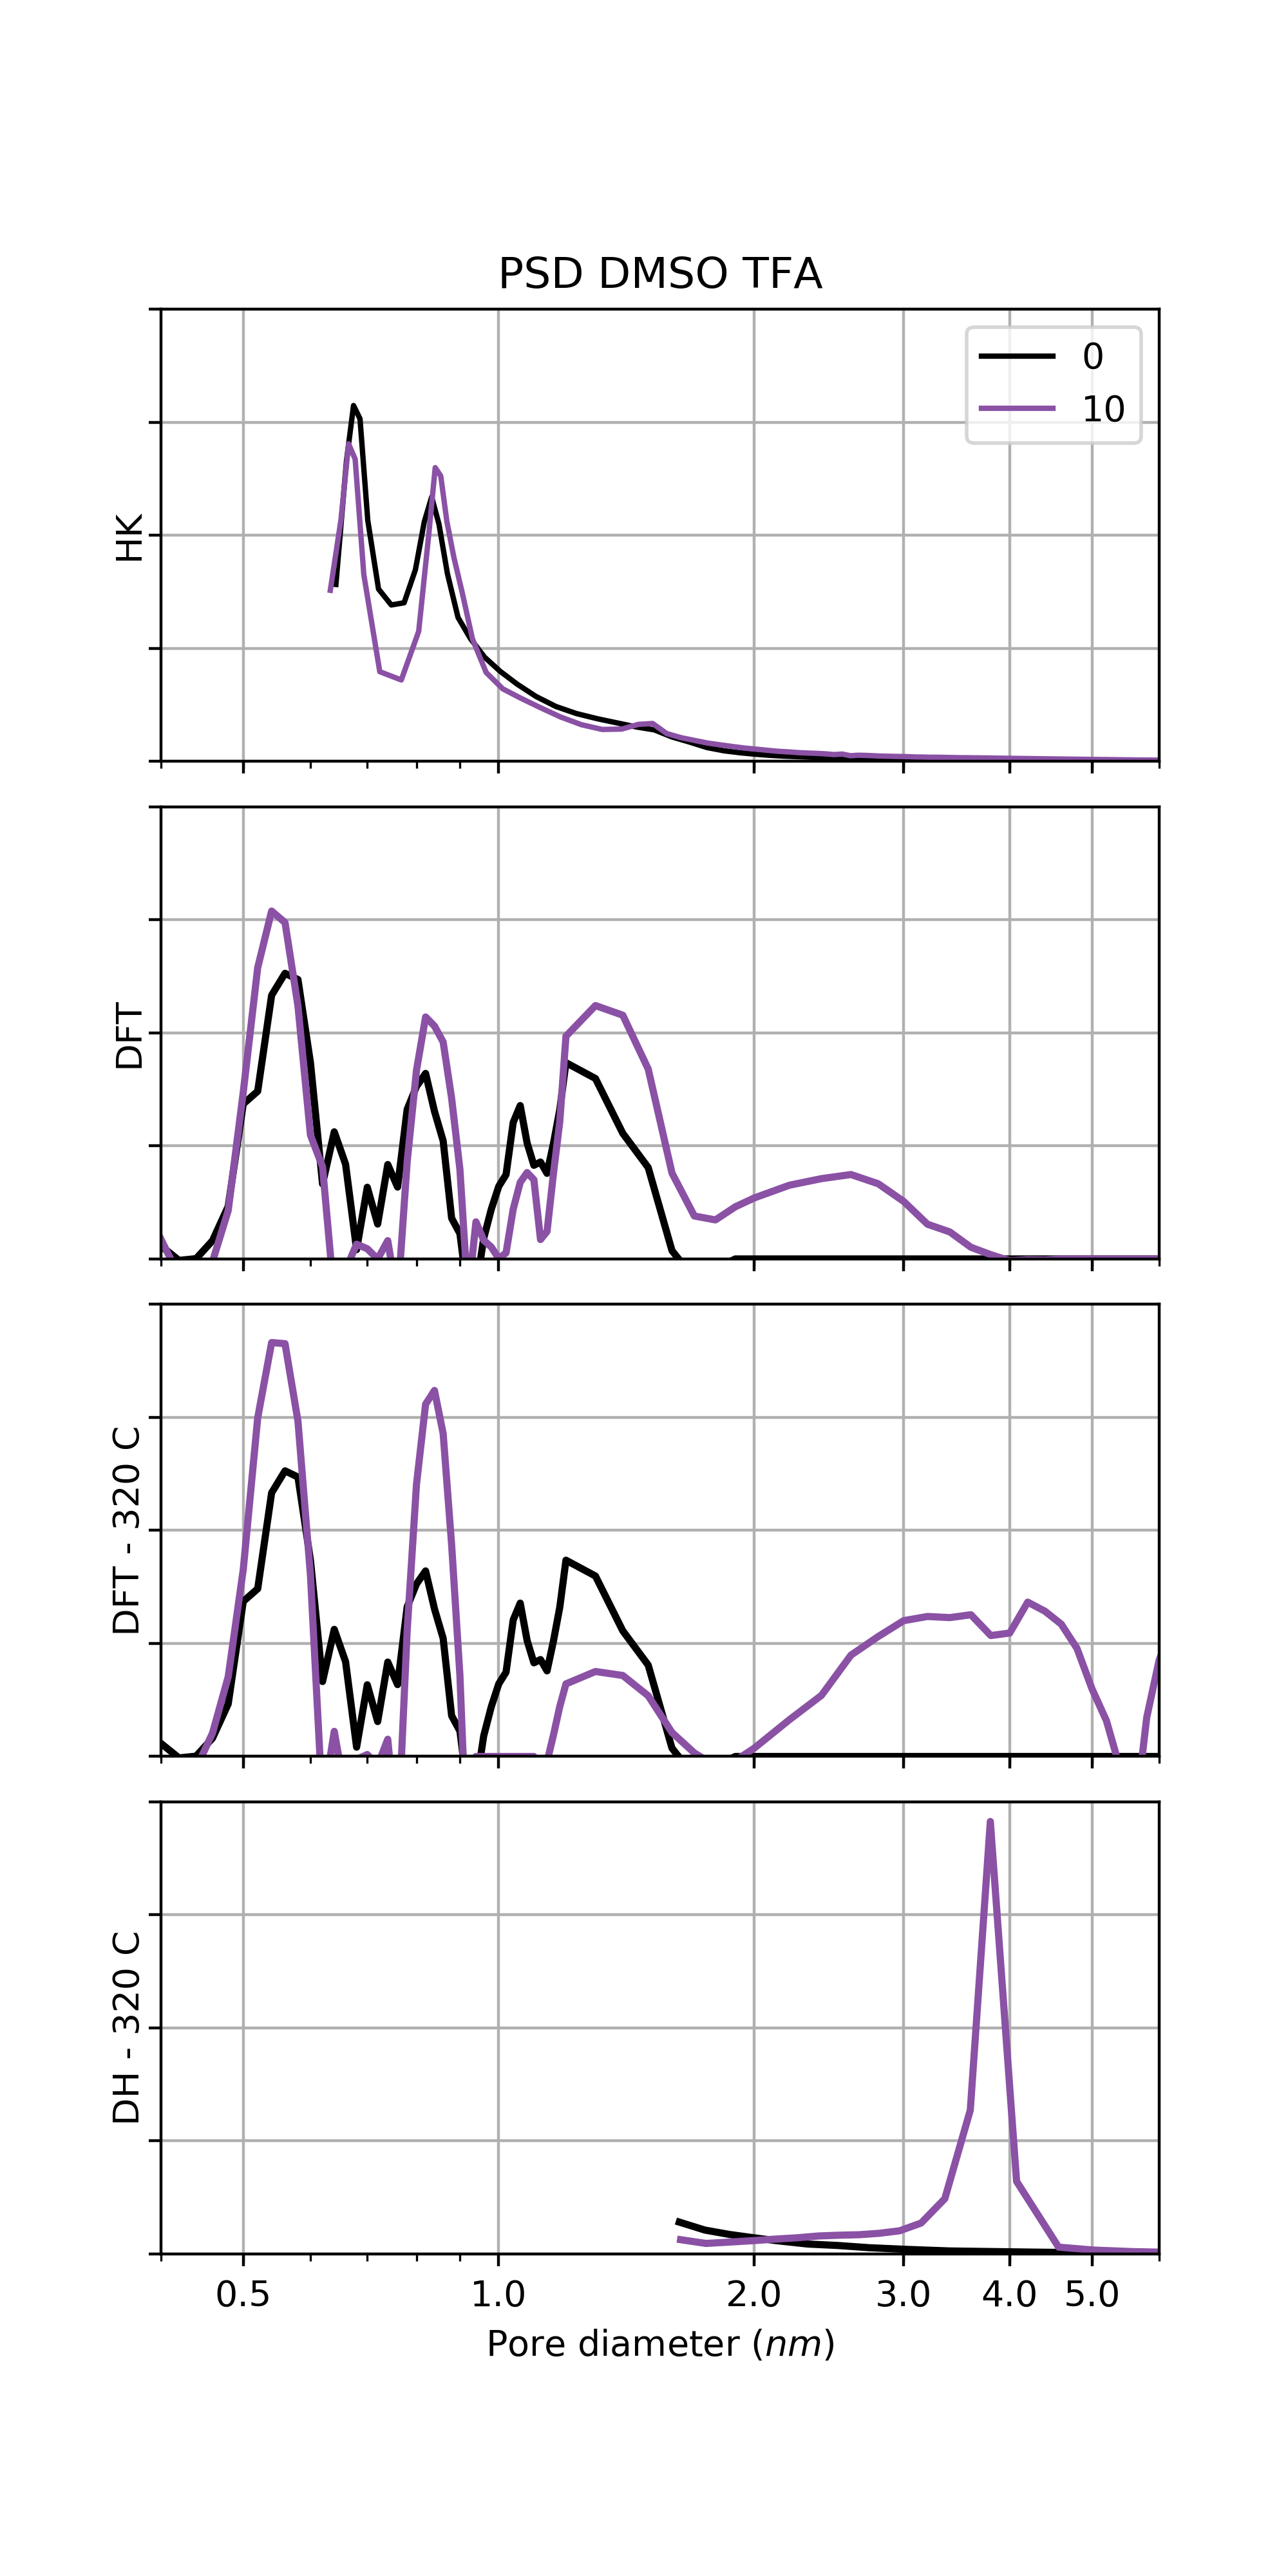 PSD DMSO TFA
0
10
HK
DFT
DFT - 320 C
DH - 320 C
0.5 1.0 2.0 3.0 4.0 5.0
Pore diameter (nm)